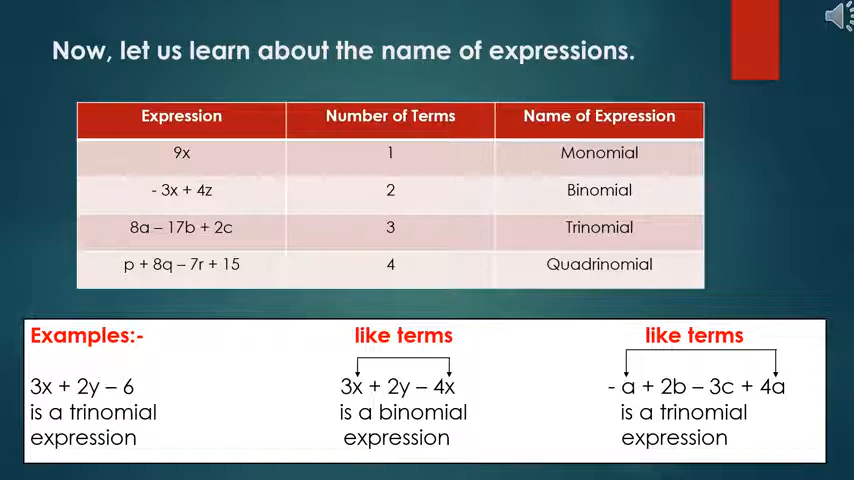 Now, let us learn about the name of expressions.
Expression Number of Terms Name of Expression
9x 1 Monomial
- 3x + 4z 2 Binomial
8a – 17b + 2c 3 Trinomial
p + 8q – 7r + 15 4 Quadrinomial
Examples:- like terms like terms
3x + 2y – 6 3x + 2y – 4x - a + 2b – 3c + 4a
is a trinomial is a binomial is a trinomial
expression expression expression